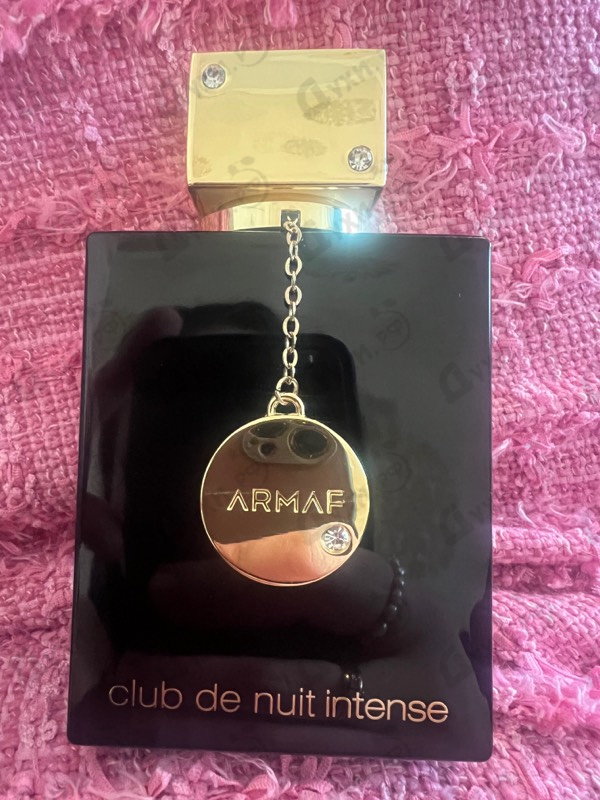 ARMAF
club de nuit intense